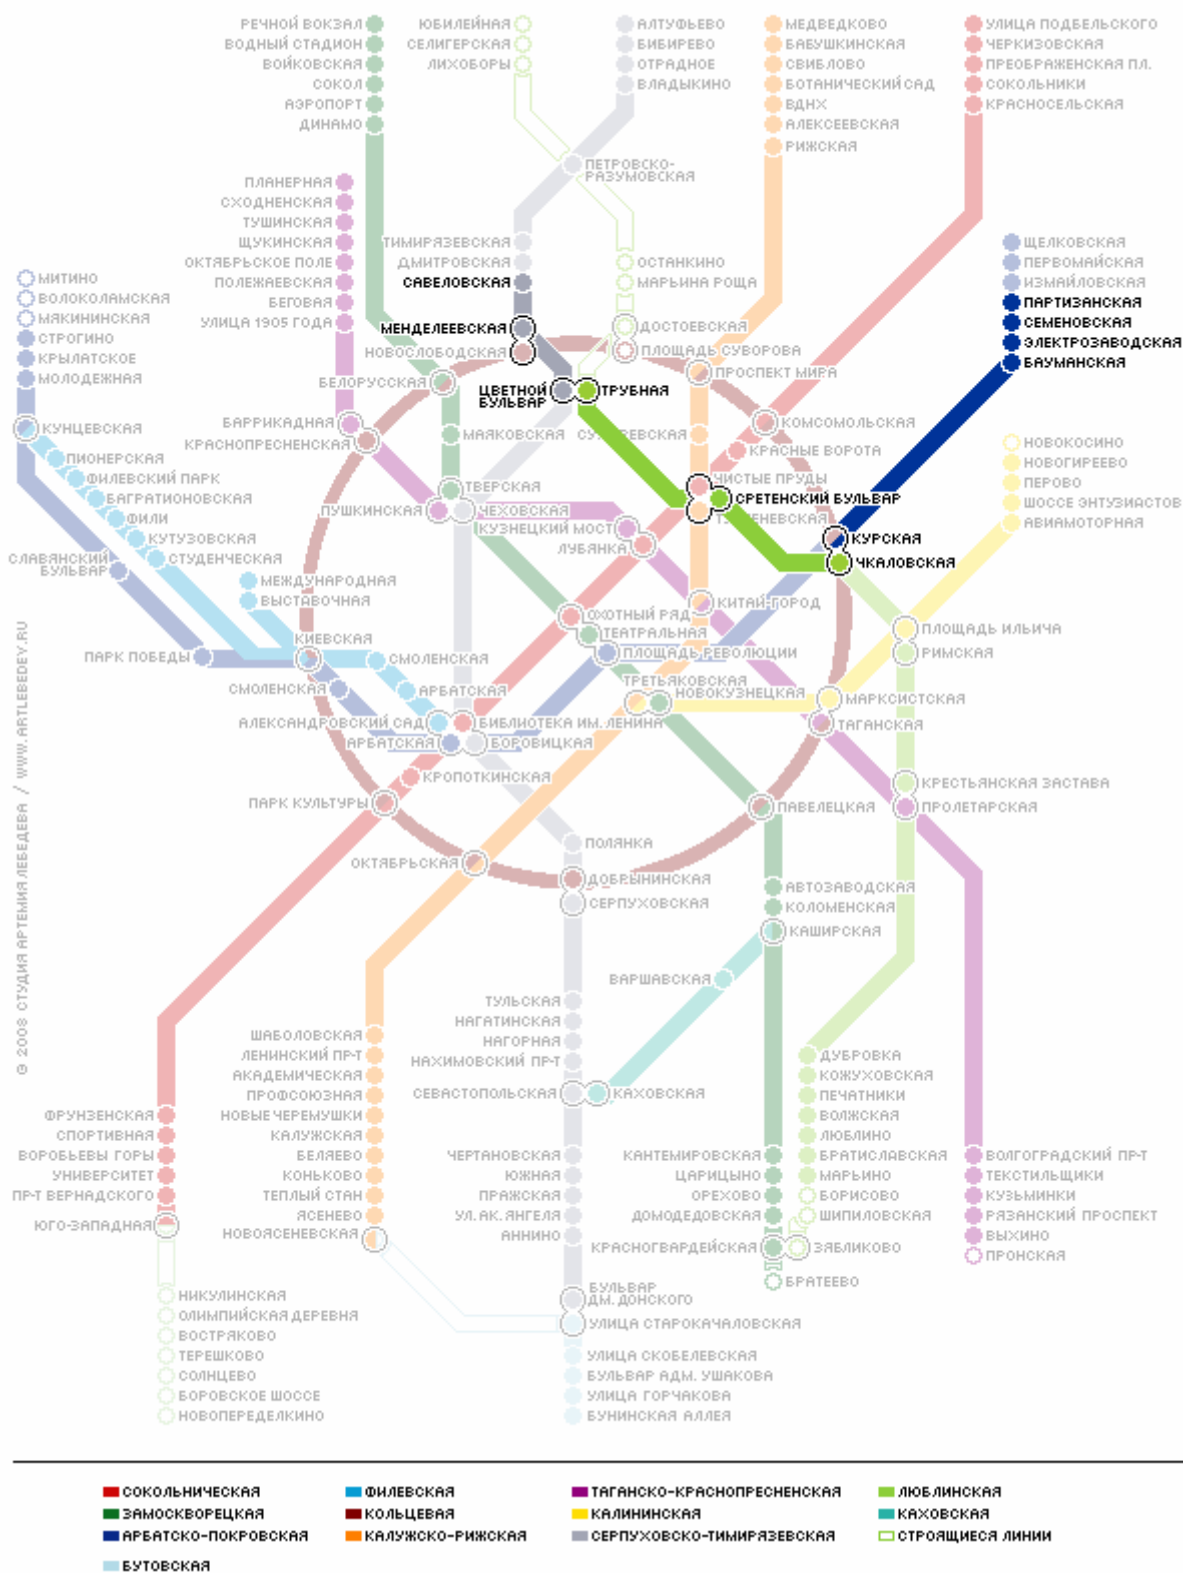 РЕЧНОЙ ВОКЗАЛ
ВОДНЫЙ СТАДИОН
ВОЙКОВСКАЯ
СОКОЛ
АЭРОПОРТ
ДИНАМО
ЮБИЛЕЙНАЯ
СЕЛИГЕРСКАЯ
ЛИХОБОРЫ
АЛТУФЬЕВО
БИБИРЕВО
ОТРАДНОЕ
ВЛАДЫКИНО
МЕДВЕДКОВО
БАБУШКИНСКАЯ
СВИБЛОВО
БОТАНИЧЕСКИЙ САД
ВДНХ
АЛЕКСЕЕВСКАЯ
РИЖСКАЯ
УЛИЦА ПОДБЕЛЬСКОГО
ЧЕРКИЗОВСКАЯ
ПРЕОБРАЖЕНСКАЯ ПЛ.
СОКОЛЬНИКИ
КРАСНОСЕЛЬСКАЯ
ПЕТРОВСКО-
РАЗУМОВСКАЯ
ПЛАНЕРНАЯ
СХОДНЕНСКАЯ
ТУШИНСКАЯ
ЩУКИНСКАЯ
ОКТЯБРЬСКОЕ ПОЛЕ
ПОЛЕЖАЕВСКАЯ
БЕГОВАЯ
УЛИЦА 1905 ГОДА
ТИМИРЯЗЕВСКАЯ
ДМИТРОВСКАЯ
САВЕЛОВСКАЯ
МЕНДЕЛЕЕВСКАЯ
НОВОСЛОБОДСКАЯ
ОСТАНКИНО
МАРЬИНА РОЩА
ДОСТОЕВСКАЯ
ПЛОЩАДЬ СУВОРОВА
ПРОСПЕКТ МИРА
ЩЕЛКОВСКАЯ
ПЕРВОМАЙСКАЯ
ИЗМАЙЛОВСКАЯ
ПАРТИЗАНСКАЯ
СЕМЕНОВСКАЯ
ЭЛЕКТРОЗАВОДСКАЯ
БАУМАНСКАЯ
МИТИНО
ВОЛОКОЛАМСКАЯ
МЯКИНИНСКАЯ
СТРОГИНО
КРЫЛАТСКОЕ
МОЛОДЕЖНАЯ
КУНЦЕВСКАЯ
ПИОНЕРСКАЯ
ФИЛЕВСКИЙ ПАРК
БАГРАТИОНОВСКАЯ
ФИЛИ
КУТУЗОВСКАЯ
СТУДЕНЧЕСКАЯ
СЛАВЯНСКИЙ
БУЛЬВАР
МЕЖДУНАРОДНАЯ
ВЫСТАВОЧНАЯ
КИЕВСКАЯ
ПАРК ПОБЕДЫ
БЕЛОРУССКАЯ
БАРРИКАДНАЯ
КРАСНОПРЕСНЕНСКАЯ
МАЯКОВСКАЯ
ЦВЕТНОЙ
БУЛЬВАР
ТРУБНАЯ
ТВЕРСКАЯ
ПУШКИНСКАЯ
ЧЕХОВСКАЯ
КУЗНЕЦКИЙ МОСТ
ЛУБЯНКА
КОМСОМОЛЬСКАЯ
КРАСНЫЕ ВОРОТА
ЧИСТЫЕ ПРУДЫ
СРЕТЕНСКИЙ БУЛЬВАР
КУРСКАЯ
ЧКАЛОВСКАЯ
НОВОКОСИНО
НОВОГИРЕЕВО
ПЕРОВО
ШОССЕ ЭНТУЗИАСТОВ
АВИАМОТОРНАЯ
КИТАЙ-ГОРОД
ПЛОЩАДЬ ИЛЬИЧА
РИМСКАЯ
ОХОТНЫЙ РЯД
ТЕАТРАЛЬНАЯ
ПЛОЩАДЬ РЕВОЛЮЦИИ
СМОЛЕНСКАЯ
СМОЛЕНСКАЯ
АРБАТСКАЯ
ТРЕТЬЯКОВСКАЯ
НОВОКУЗНЕЦКАЯ
МАРКСИСТСКАЯ
ТАГАНСКАЯ
АЛЕКСАНДРОВСКИЙ САД
БИБЛИОТЕКА ИМ. ЛЕНИНА
АРБАТСКАЯ
БОРОВИЦКАЯ
КРОПОТКИНСКАЯ
ПАРК КУЛЬТУРЫ
КРЕСТЬЯНСКАЯ ЗАСТАВА
ПРОЛЕТАРСКАЯ
ПАВЕЛЕЦКАЯ
ПОЛЯНКА
ОКТЯБРЬСКАЯ
ДОБРЫНИНСКАЯ
СЕРПУХОВСКАЯ
АВТОЗАВОДСКАЯ
КОЛОМЕНСКАЯ
КАШИРСКАЯ
ВАРШАВСКАЯ
ТУЛЬСКАЯ
НАГАТИНСКАЯ
НАГОРНАЯ
НАХИМОВСКИЙ ПР-Т
СЕВАСТОПОЛЬСКАЯ
КАХОВСКАЯ
ШАБОЛОВСКАЯ
ЛЕНИНСКИЙ ПР-Т
АКАДЕМИЧЕСКАЯ
ПРОФСОЮЗНАЯ
НОВЫЕ ЧЕРЕМУШКИ
КАЛУЖСКАЯ
БЕЛЯЕВО
КОНЬКОВО
ТЕПЛЫЙ СТАН
ЯСЕНЕВО
НОВОЯСЕНЕВСКАЯ
ФРУНЗЕНСКАЯ
СПОРТИВНАЯ
ВОРОБЬЕВЫ ГОРЫ
УНИВЕРСИТЕТ
ПР-Т ВЕРНАДСКОГО
ЮГО-ЗАПАДНАЯ
НИКУЛИНСКАЯ
ОЛИМПИЙСКАЯ ДЕРЕВНЯ
ВОСТРЯКОВО
ТЕРЕШКОВО
СОЛНЦЕВО
БОРОВСКОЕ ШОССЕ
НОВОПЕРЕДЕЛКИНО
ЧЕРТАНОВСКАЯ
ЮЖНАЯ
ПРАЖСКАЯ
УЛ. АК. ЯНГЕЛЯ
АННИНО
БУЛЬВАР
ДМ. ДОНСКОГО
УЛИЦА СТАРОКАЧАЛОВСКАЯ
УЛИЦА СКОБЕЛЕВСКАЯ
БУЛЬВАР АДМ. УШАКОВА
УЛИЦА ГОРЧАКОВА
БУНИНСКАЯ АЛЛЕЯ
КАНТЕМИРОВСКАЯ
ЦАРИЦЫНО
ОРЕХОВО
ДОМОДЕДОВСКАЯ
КРАСНОГВАРДЕЙСКАЯ
БРАТЕЕВО
ДУБРОВКА
КОЖУХОВСКАЯ
ПЕЧАТНИКИ
ВОЛЖСКАЯ
ЛЮБЛИНО
БРАТИСЛАВСКАЯ
МАРЬИНО
БОРИСОВО
ШИПИЛОВСКАЯ
ЗЯБЛИКОВО
ВОЛГОГРАДСКИЙ ПР-Т
ТЕКСТИЛЬЩИКИ
КУЗЬМИНКИ
РЯЗАНСКИЙ ПРОСПЕКТ
ВЫХИНО
ПРОНСКАЯ
© 2008 СТУДИЯ АРТЕМИЯ ЛЕБЕДЕВА / WWW.ARTLEBEDEV.RU
СОКОЛЬНИЧЕСКАЯ
ФИЛЕВСКАЯ
ТАГАНСКО-КРАСНОПРЕСНЕНСКАЯ
ЛЮБЛИНСКАЯ
ЗАМОСКВОРЕЦКАЯ
КОЛЬЦЕВАЯ
КАЛИНИНСКАЯ
КАХОВСКАЯ
АРБАТСКО-ПОКРОВСКАЯ
КАЛУЖСКО-РИЖСКАЯ
СЕРПУХОВСКО-ТИМИРЯЗЕВСКАЯ
СТРОЯЩИЕСЯ ЛИНИИ
БУТОВСКАЯ